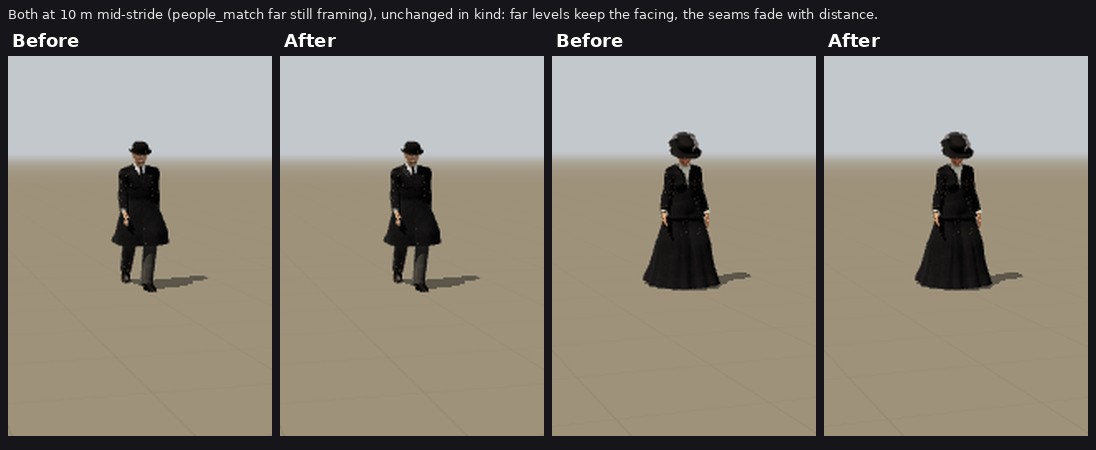 Both at 10 m mid-stride (people_match far still framing), unchanged in kind: far levels keep the facing, the seams fade with distance.
Before
After
Before
After